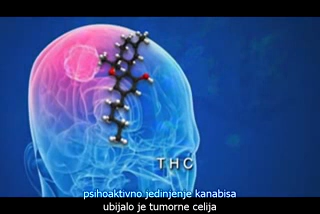 THC
psihoaktivno jedinjenje kanabisa
ubijalo je tumorne celija